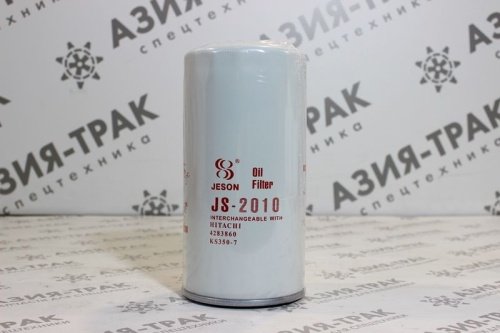 АЗИЯ-ТРАК
спецтехника
АЗИЯ-ТРАК
спецтехника
АЗИЯ-ТРАК
спецтехника
JESON
Oil
Filter
JS-2010
INTERCHANGEABLE WITH
HITACHI
4283860
KS350-7